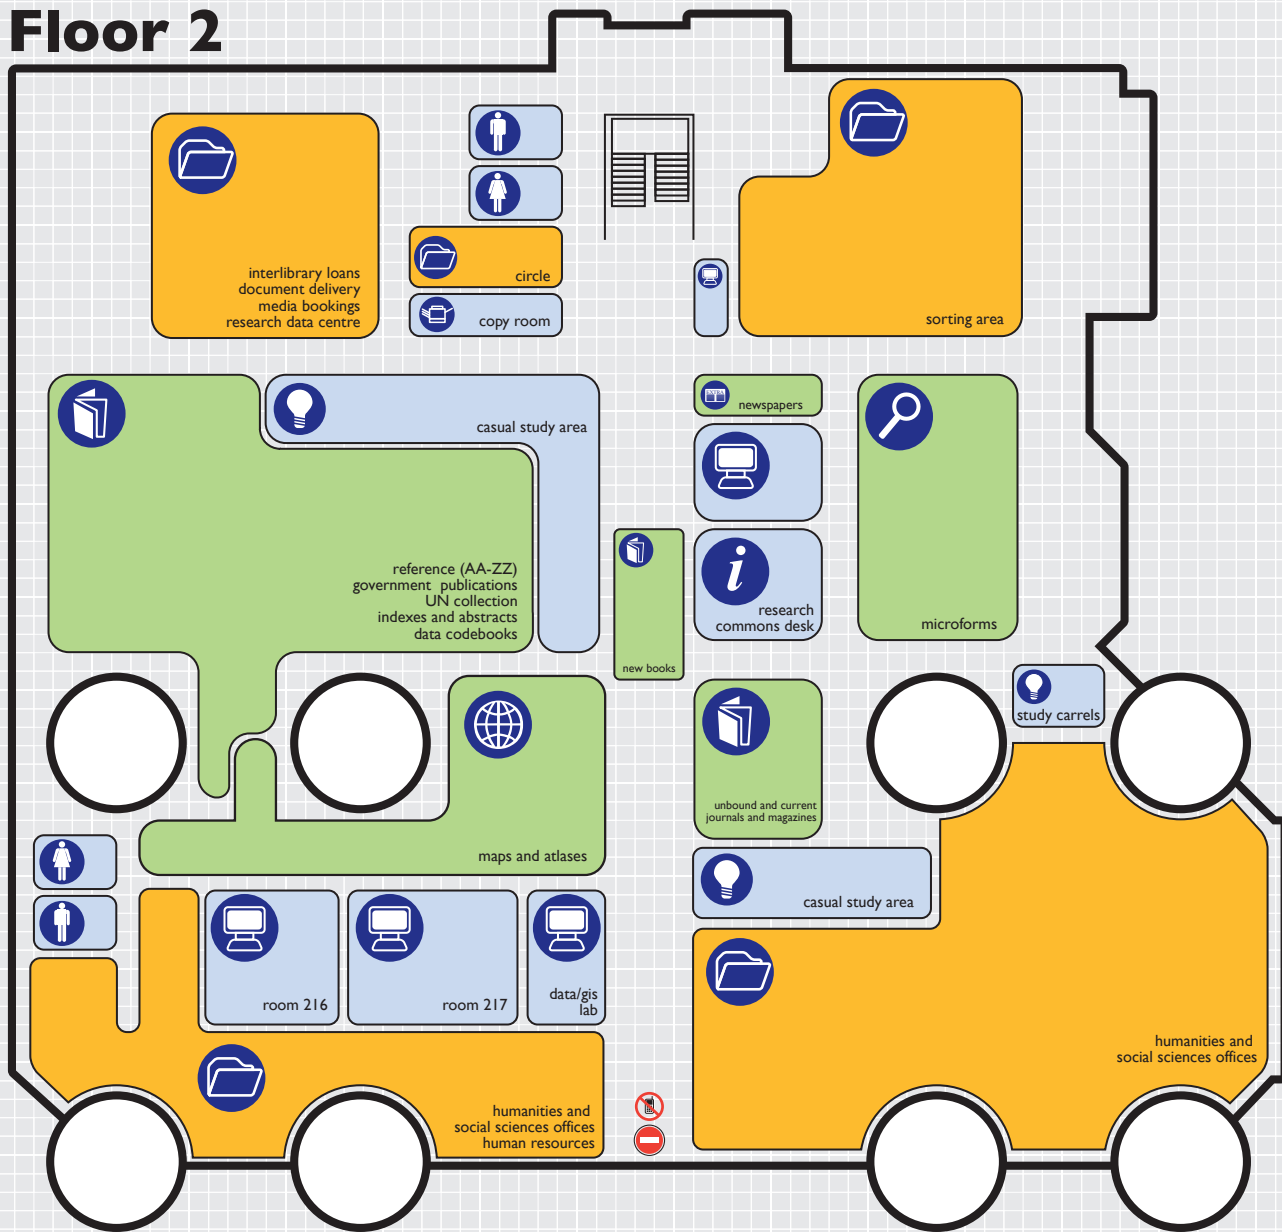 Floor 2
interlibrary loans
document delivery
media bookings
research data centre
circle
copy room
sorting area
casual study area
newspapers
reference (AA-ZZ)
government publications
UN collection
indexes and abstracts
data codebooks
new books
research
commons desk
microforms
study carrels
unbound and current
journals and magazines
maps and atlases
casual study area
room 216
room 217
data/gis
lab
humanities and
social sciences offices
humanities and
social sciences offices
human resources